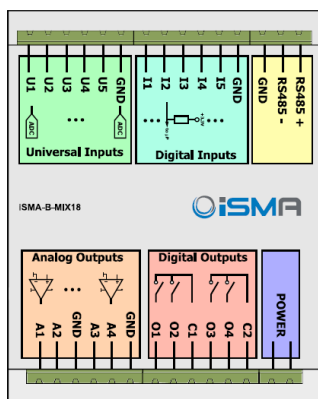 U1 U2 U3 U4 U5 GND
I1 I2 I3 I4 I5 GND
GND RS485 - RS485 +
ADC ADC
Universal Inputs
Digital Inputs
iSMA-B-MIX18
iSMA
Analog Outputs
Digital Outputs
A1 A2 GND A3 A4 GND
O1 O2 C1 O3 O4 C2
POWER